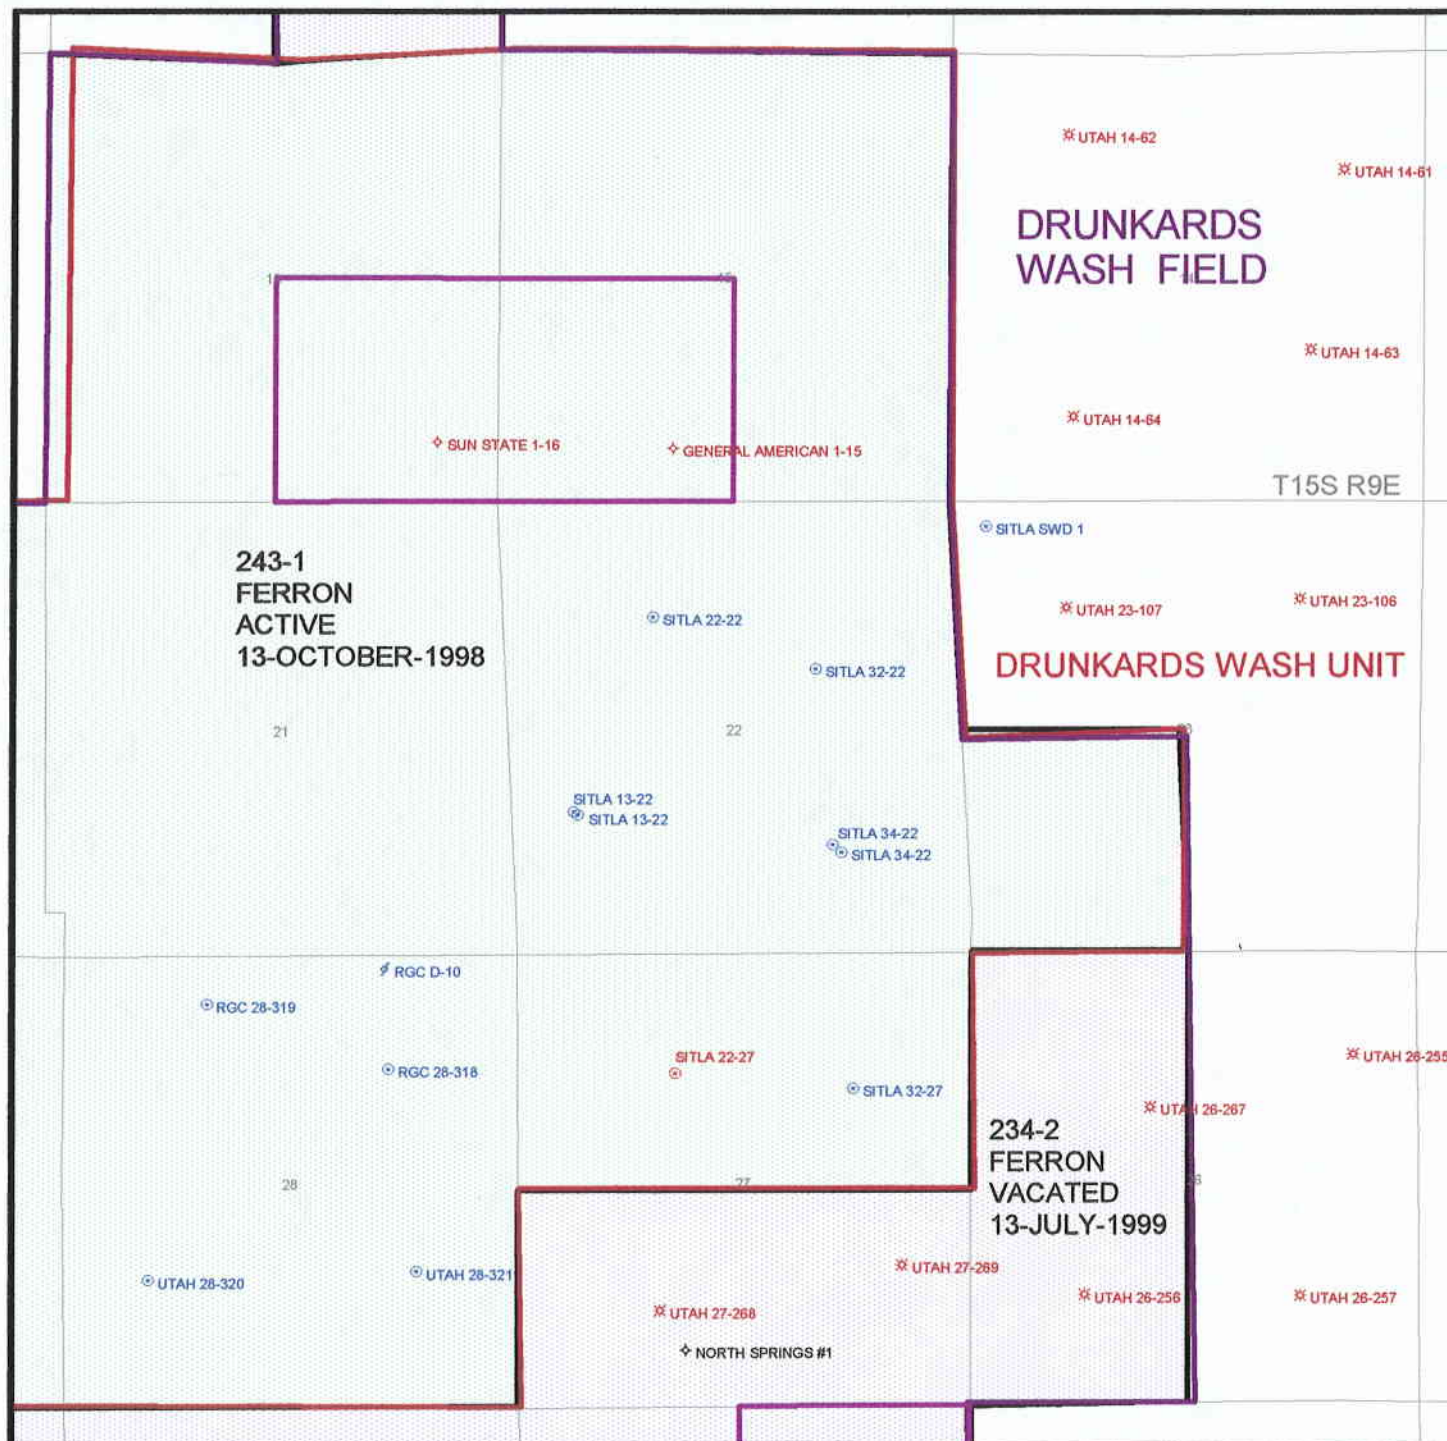 UTAH 14-62
UTAH 14-61
DRUNKARDS
WASH FIELD
15
14
UTAH 14-63
UTAH 14-64
SUN STATE 1-16
GENERAL AMERICAN 1-15
T15S R9E
SITLA SWD 1
243-1
FERRON
ACTIVE
13-OCTOBER-1998
SITLA 22-22
UTAH 23-107
UTAH 23-106
SITLA 32-22
DRUNKARDS WASH UNIT
21
22
23
SITLA 13-22
SITLA 13-22
SITLA 34-22
SITLA 34-22
RGC D-10
RGC 28-319
RGC 28-318
SITLA 22-27
SITLA 32-27
UTAH 26-255
UTAH 26-267
234-2
FERRON
VACATED
13-JULY-1999
28
27
26
UTAH 28-320
UTAH 28-321
UTAH 27-269
UTAH 27-268
UTAH 26-256
UTAH 26-257
NORTH SPRINGS #1